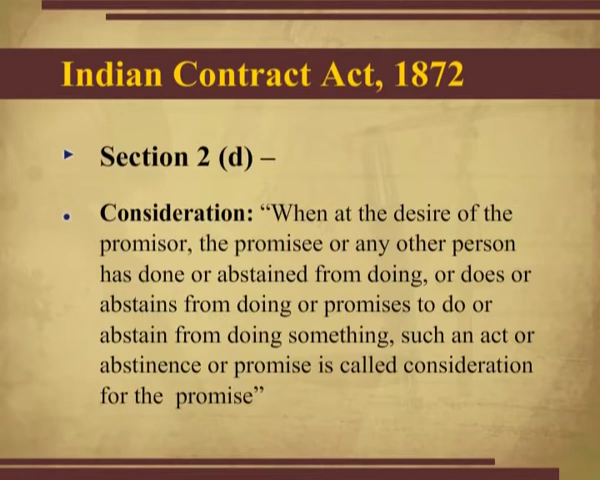 Indian Contract Act, 1872
Section 2 (d) –
Consideration: “When at the desire of the
promisor, the promisee or any other person
has done or abstained from doing, or does or
abstains from doing or promises to do or
abstain from doing something, such an act or
abstinence or promise is called consideration
for the promise”